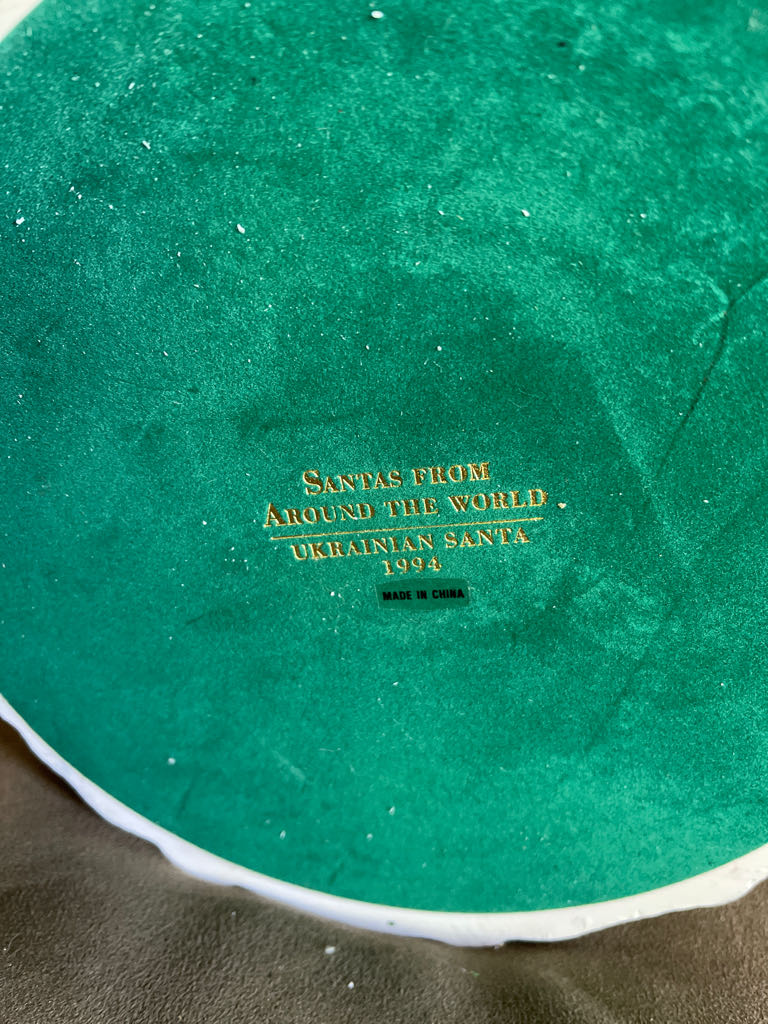 SANTAS FROM
AROUND THE WORLD
UKRAINIAN SANTA
1994
MADE IN CHINA